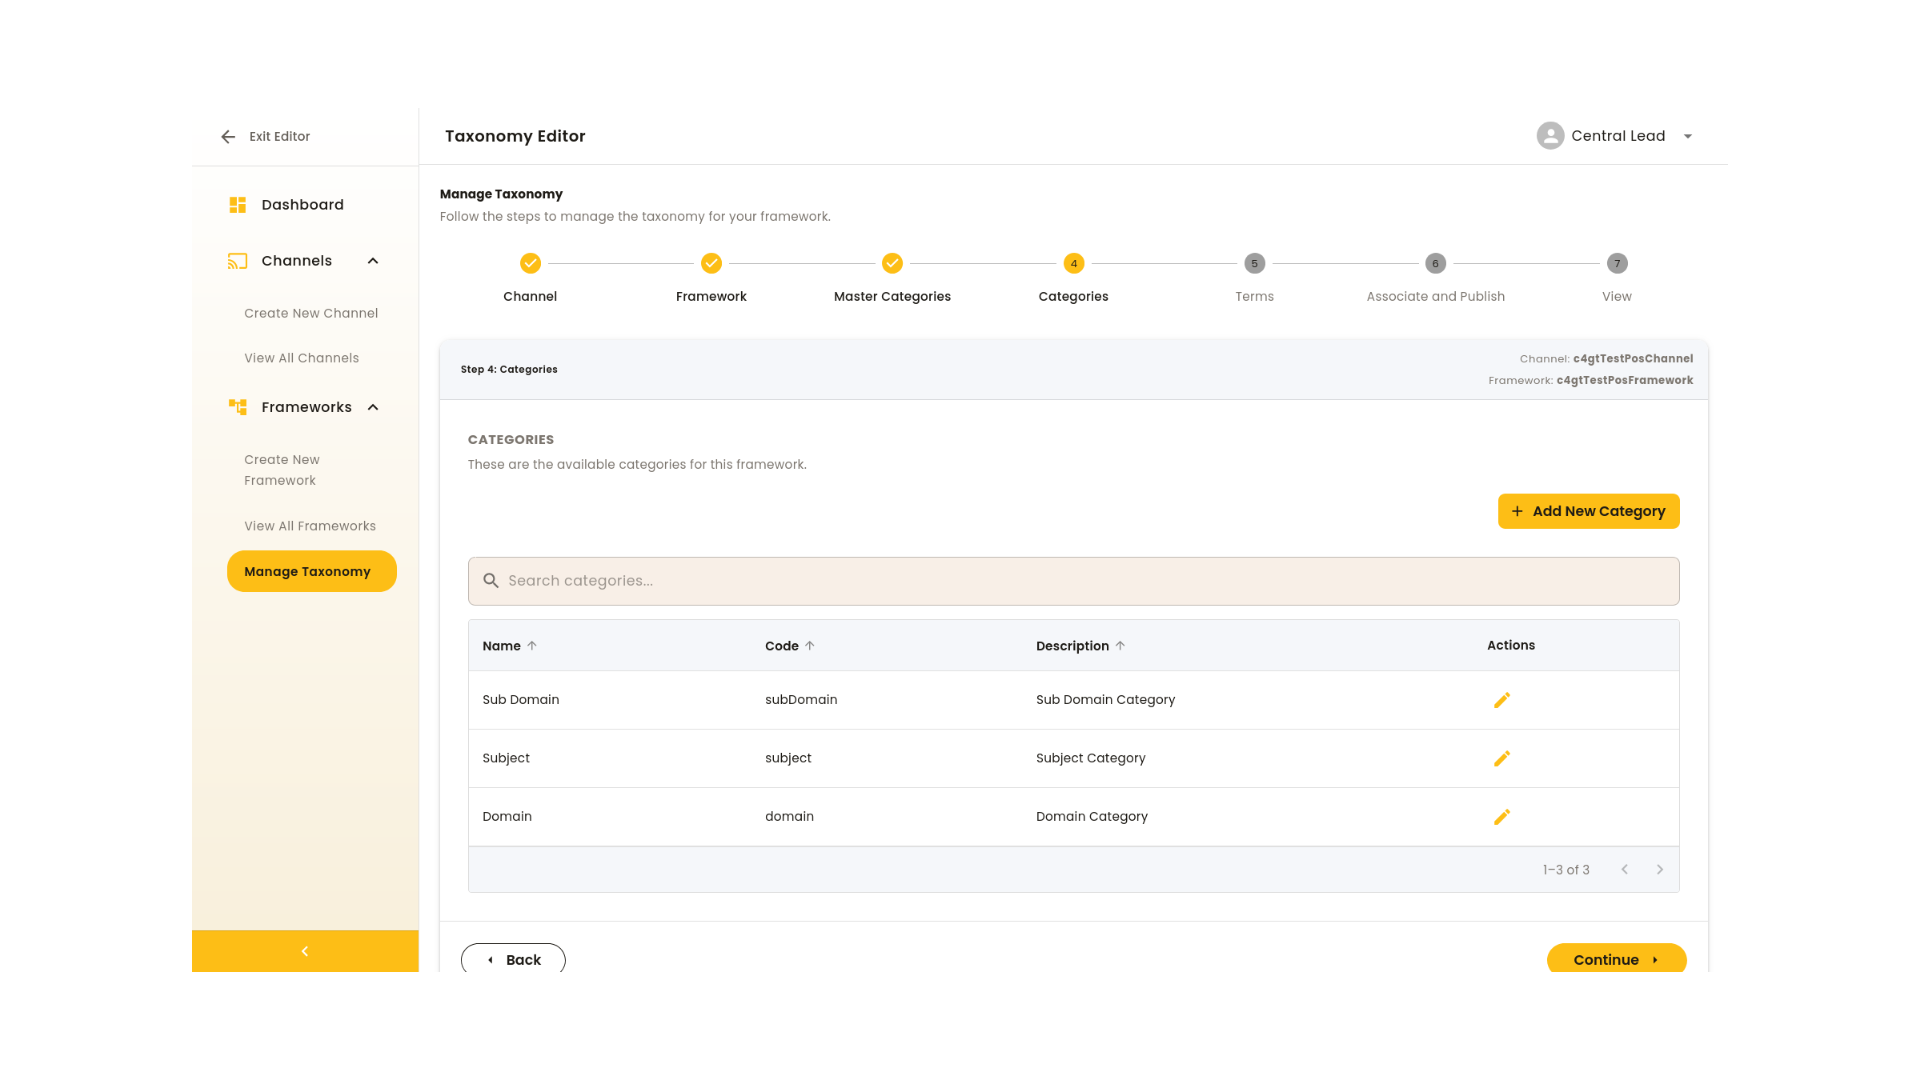 Exit Editor
Taxonomy Editor
Central Lead
Dashboard
Channels
Create New Channel
View All Channels
Frameworks
Create New
Framework
View All Frameworks
Manage Taxonomy
Manage Taxonomy
Follow the steps to manage the taxonomy for your framework.
4 5 6 7
Channel Framework Master Categories Categories Terms Associate and Publish View
Step 4: Categories
Channel: c4gtTestPosChannel
Framework: c4gtTestPosFramework
CATEGORIES
These are the available categories for this framework.
+ Add New Category
Search categories...
Name Code Description Actions
Sub Domain subDomain Sub Domain Category
Subject subject Subject Category
Domain domain Domain Category
1–3 of 3
Back
Continue